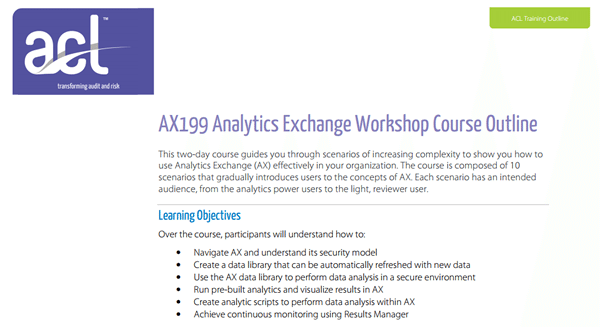 ACL Training Outline
acl™
transforming audit and risk
AX199 Analytics Exchange Workshop Course Outline
This two-day course guides you through scenarios of increasing complexity to show you how to
use Analytics Exchange (AX) effectively in your organization. The course is composed of 10
scenarios that gradually introduces users to the concepts of AX. Each scenario has an intended
audience, from the analytics power users to the light, reviewer user.
Learning Objectives
Over the course, participants will understand how to:
• Navigate AX and understand its security model
• Create a data library that can be automatically refreshed with new data
• Use the AX data library to perform data analysis in a secure environment
• Run pre-built analytics and visualize results in AX
• Create analytic scripts to perform data analysis within AX
• Achieve continuous monitoring using Results Manager